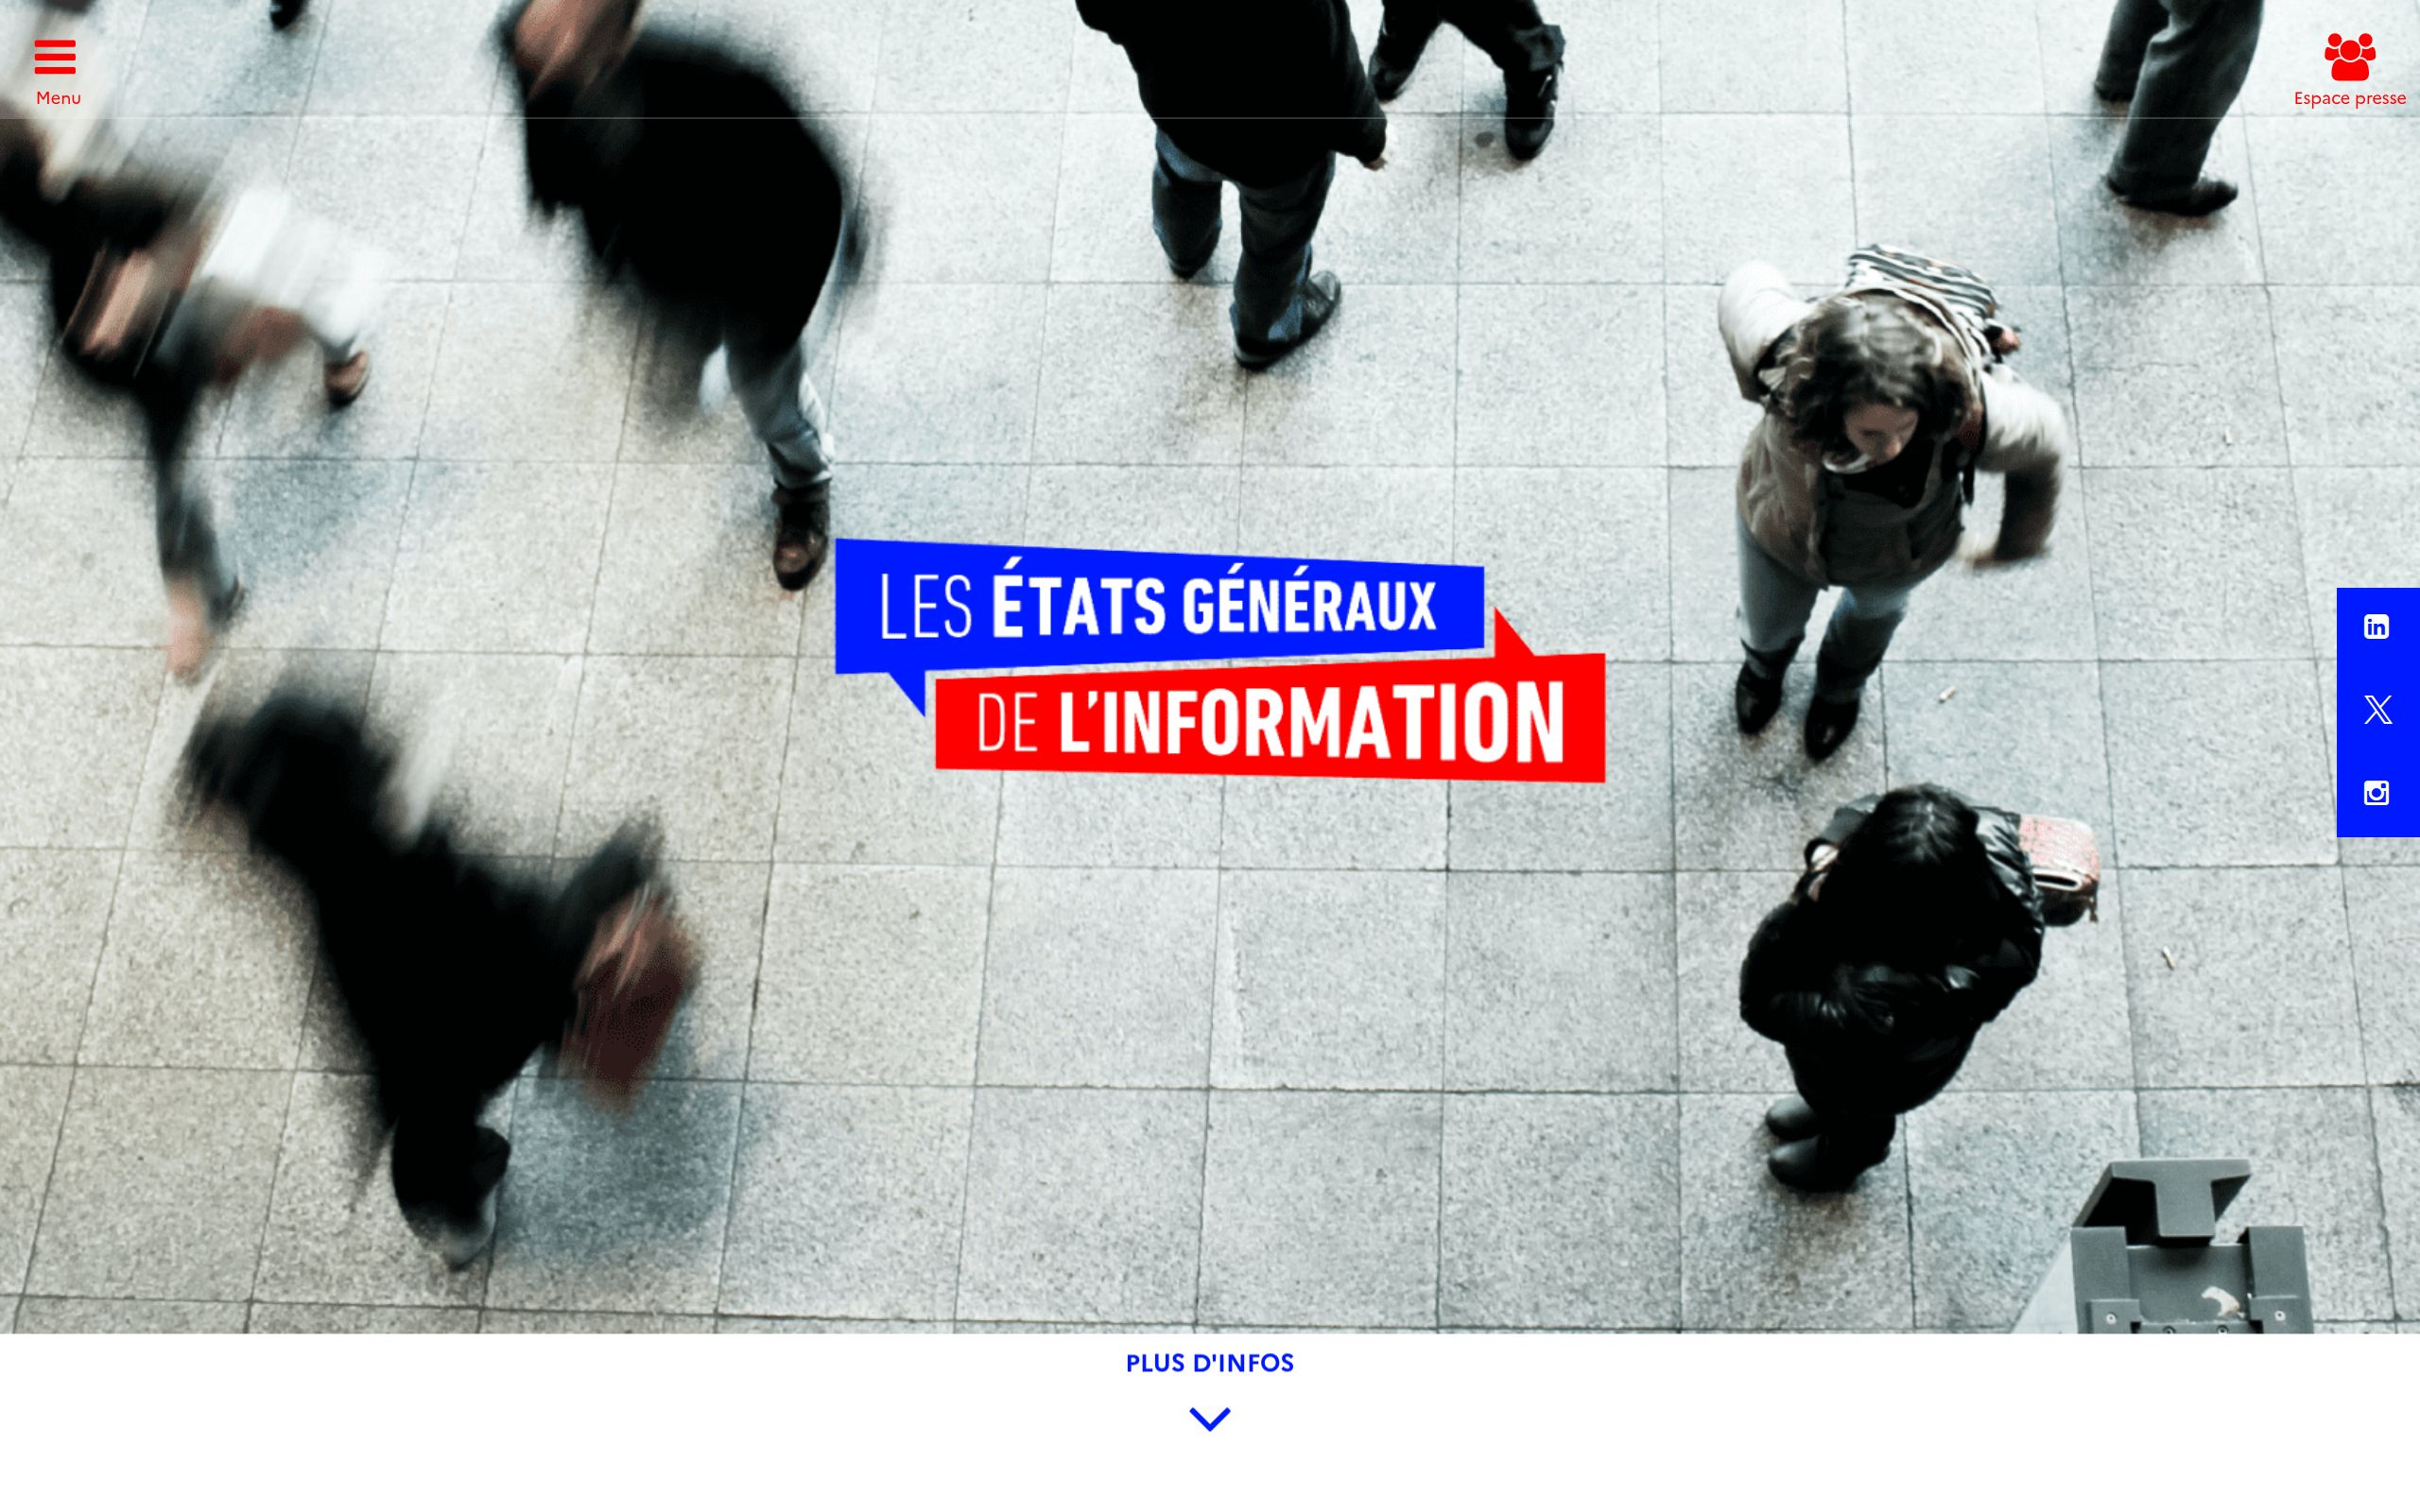 Menu
Espace presse
LES ÉTATS GÉNÉRAUX
DE L'INFORMATION
PLUS D'INFOS